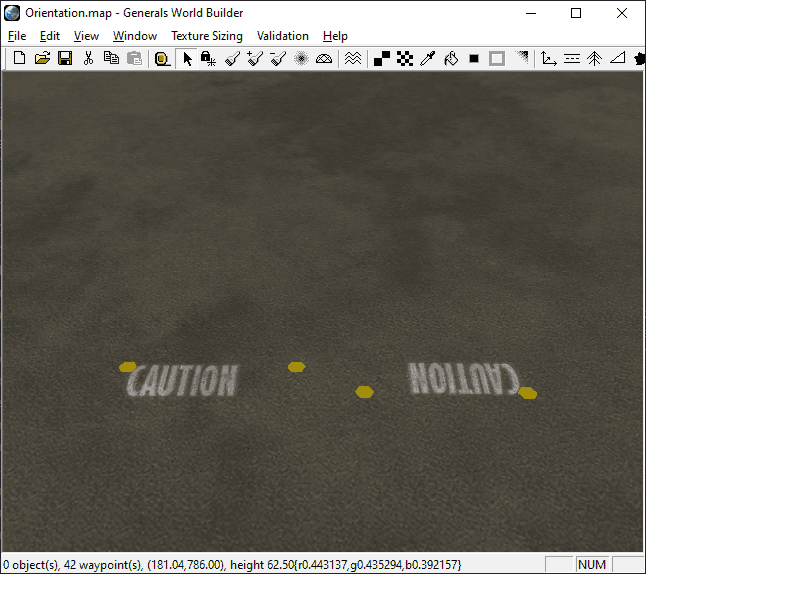 Orientation.map - Generals World Builder
File Edit View Window Texture Sizing Validation Help
CAUTION CAUTION
0 object(s), 42 waypoint(s), (181.04,786.00), height 62.50{r0.443137,g0.435294,b0.392157} NUM